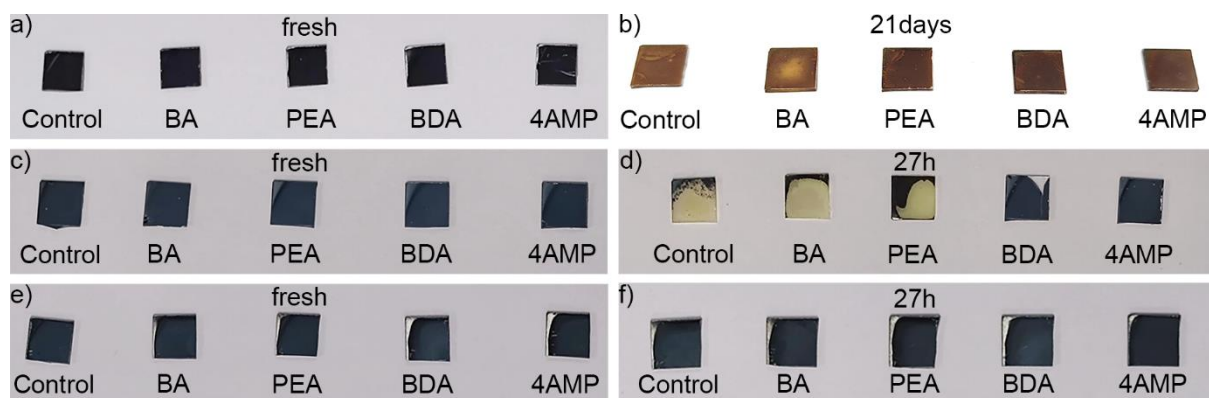 a) fresh
Control BA PEA BDA 4AMP
b) 21days
Control BA PEA BDA 4AMP
c) fresh
Control BA PEA BDA 4AMP
d) 27h
Control BA PEA BDA 4AMP
e) fresh
Control BA PEA BDA 4AMP
f) 27h
Control BA PEA BDA 4AMP